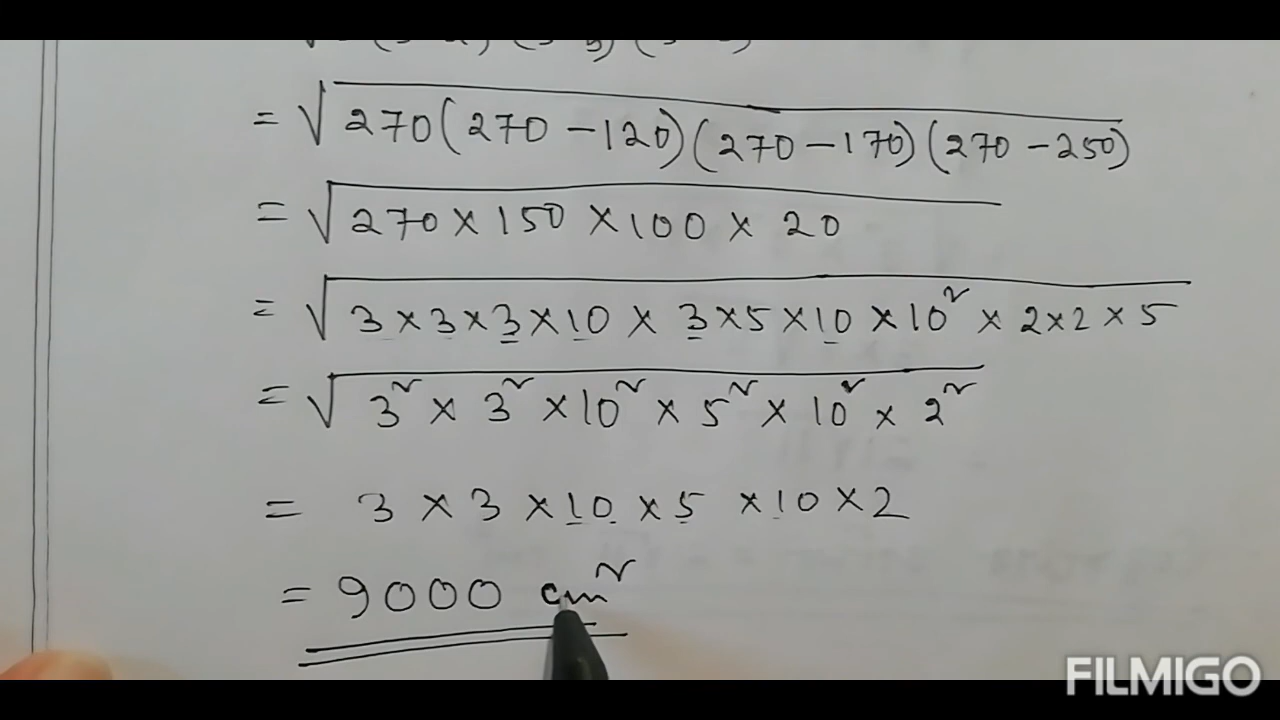 = √270(270 - 120)(270 - 170)(270 - 250)
= √270 × 150 × 100 × 20
= √3 × 3 × 3 × 10 × 3 × 5 × 10 × 10² × 2 × 2 × 5
= √3² × 3² × 10² × 5² × 10² × 2²
= 3 × 3 × 10 × 5 × 10 × 2
= 9000 cm²
FILMIGO